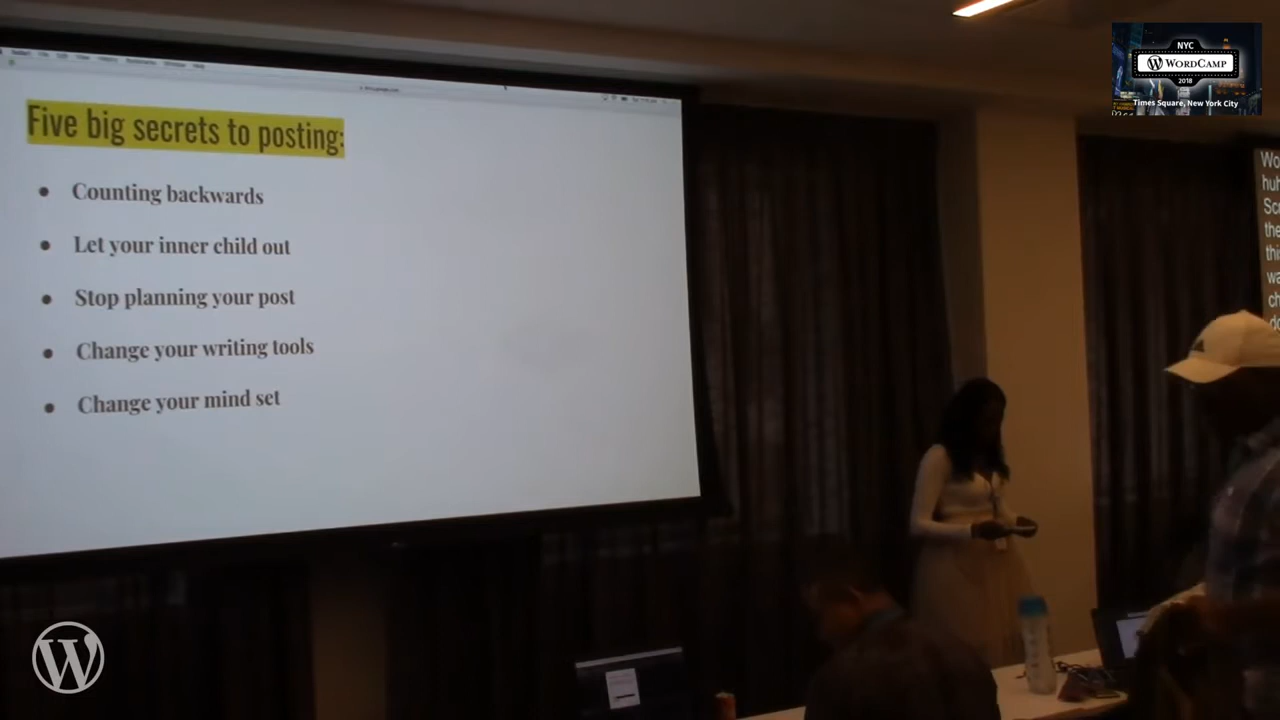 Five big secrets to posting:
Counting backwards
Let your inner child out
Stop planning your post
Change your writing tools
Change your mind set
NYC
WORDCAMP
2018
Times Square, New York City